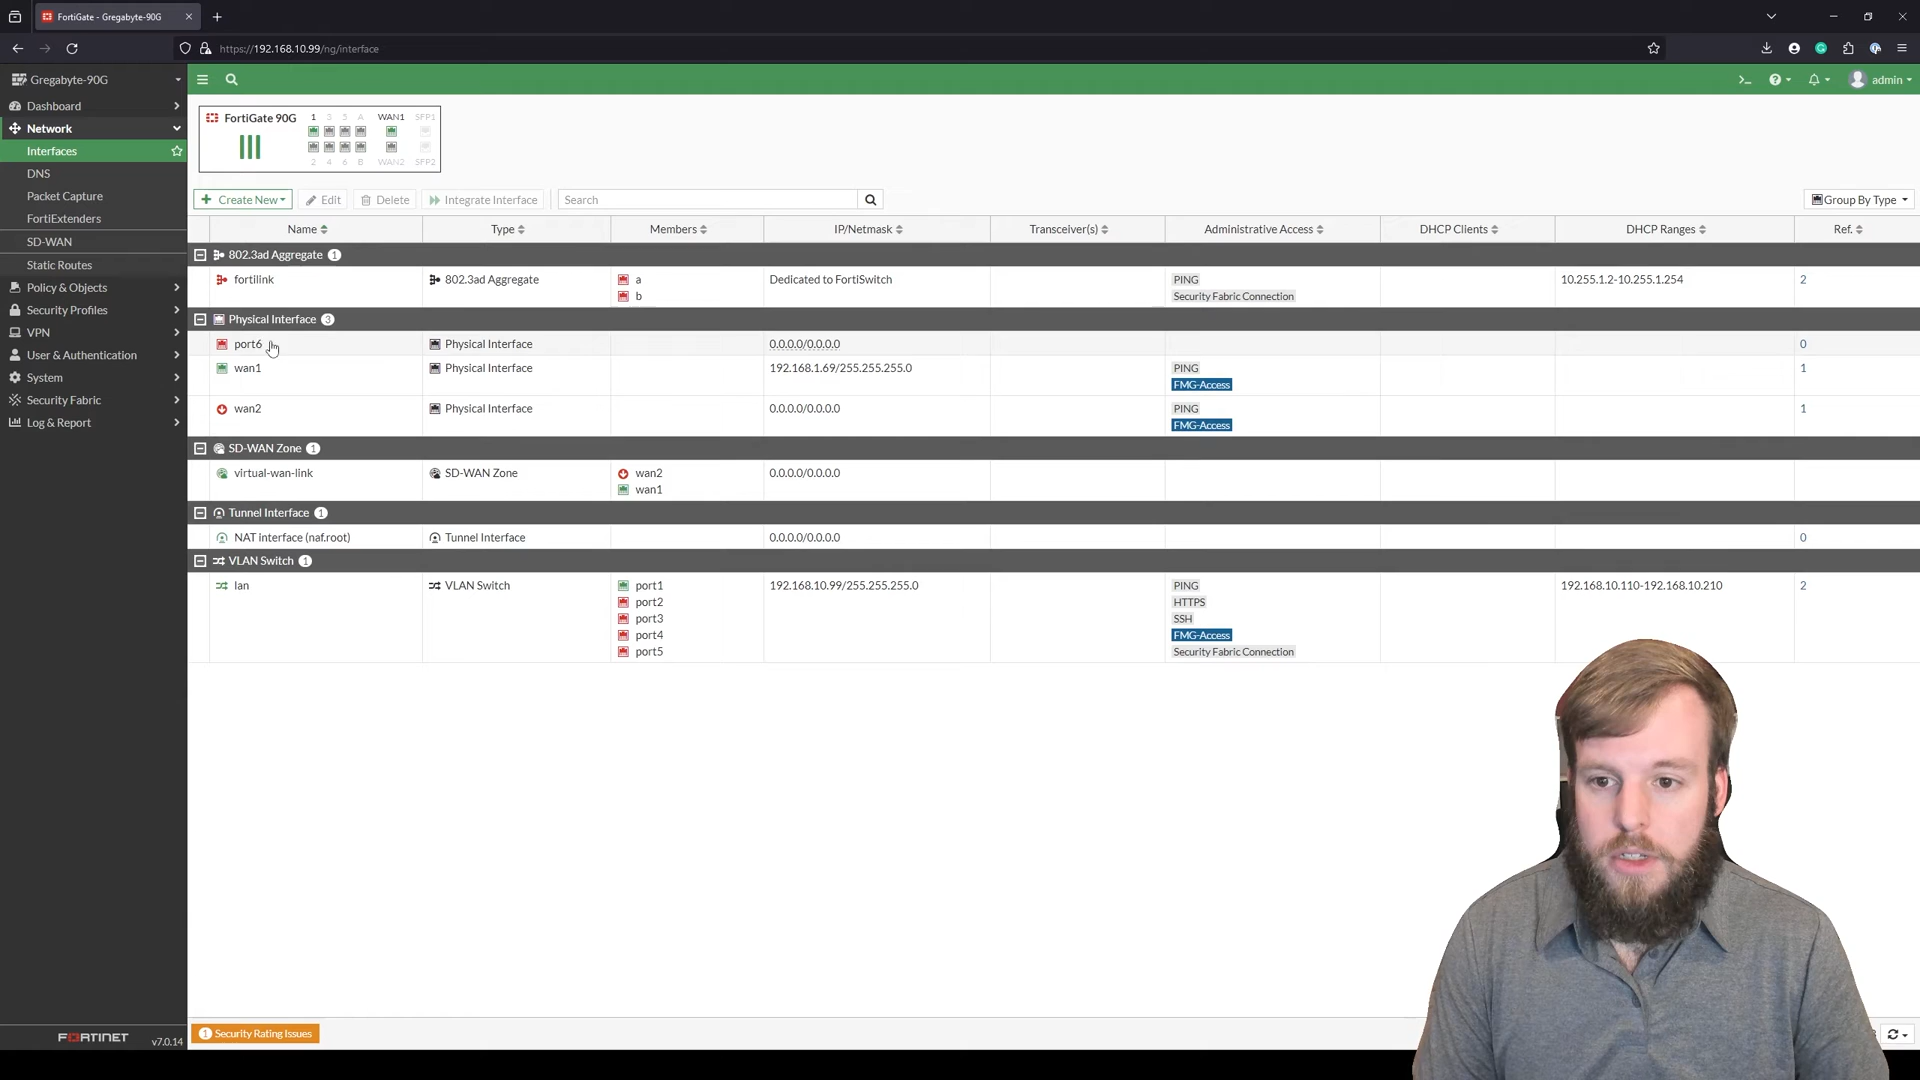 FortiGate - Gregabyte-90G
https://192.168.10.99/ng/interface
Gregabyte-90G
admin
Dashboard
Network
Interfaces
DNS
Packet Capture
FortiExtenders
SD-WAN
Static Routes
Policy & Objects
Security Profiles
VPN
User & Authentication
System
Security Fabric
Log & Report
FortiGate 90G
1 3 5 A WAN1 SFP1
2 4 6 B WAN2 SFP2
Create New Edit Delete Integrate Interface Search Group By Type
Name Type Members IP/Netmask Transceiver(s) Administrative Access DHCP Clients DHCP Ranges Ref.
802.3ad Aggregate 1
fortilink 802.3ad Aggregate a Dedicated to FortiSwitch PING 10.255.1.2-10.255.1.254 2
b Security Fabric Connection
Physical Interface 3
port6 Physical Interface 0.0.0.0/0.0.0.0 0
wan1 Physical Interface 192.168.1.69/255.255.255.0 PING 1
FMG-Access
wan2 Physical Interface 0.0.0.0/0.0.0.0 PING 1
FMG-Access
SD-WAN Zone 1
virtual-wan-link SD-WAN Zone wan2 0.0.0.0/0.0.0.0
wan1
Tunnel Interface 1
NAT interface (naf.root) Tunnel Interface 0.0.0.0/0.0.0.0 0
VLAN Switch 1
lan VLAN Switch port1 192.168.10.99/255.255.255.0 PING 192.168.10.110-192.168.10.210 2
port2 HTTPS
port3 SSH
port4 FMG-Access
port5 Security Fabric Connection
1 Security Rating Issues
FORTINET v7.0.14